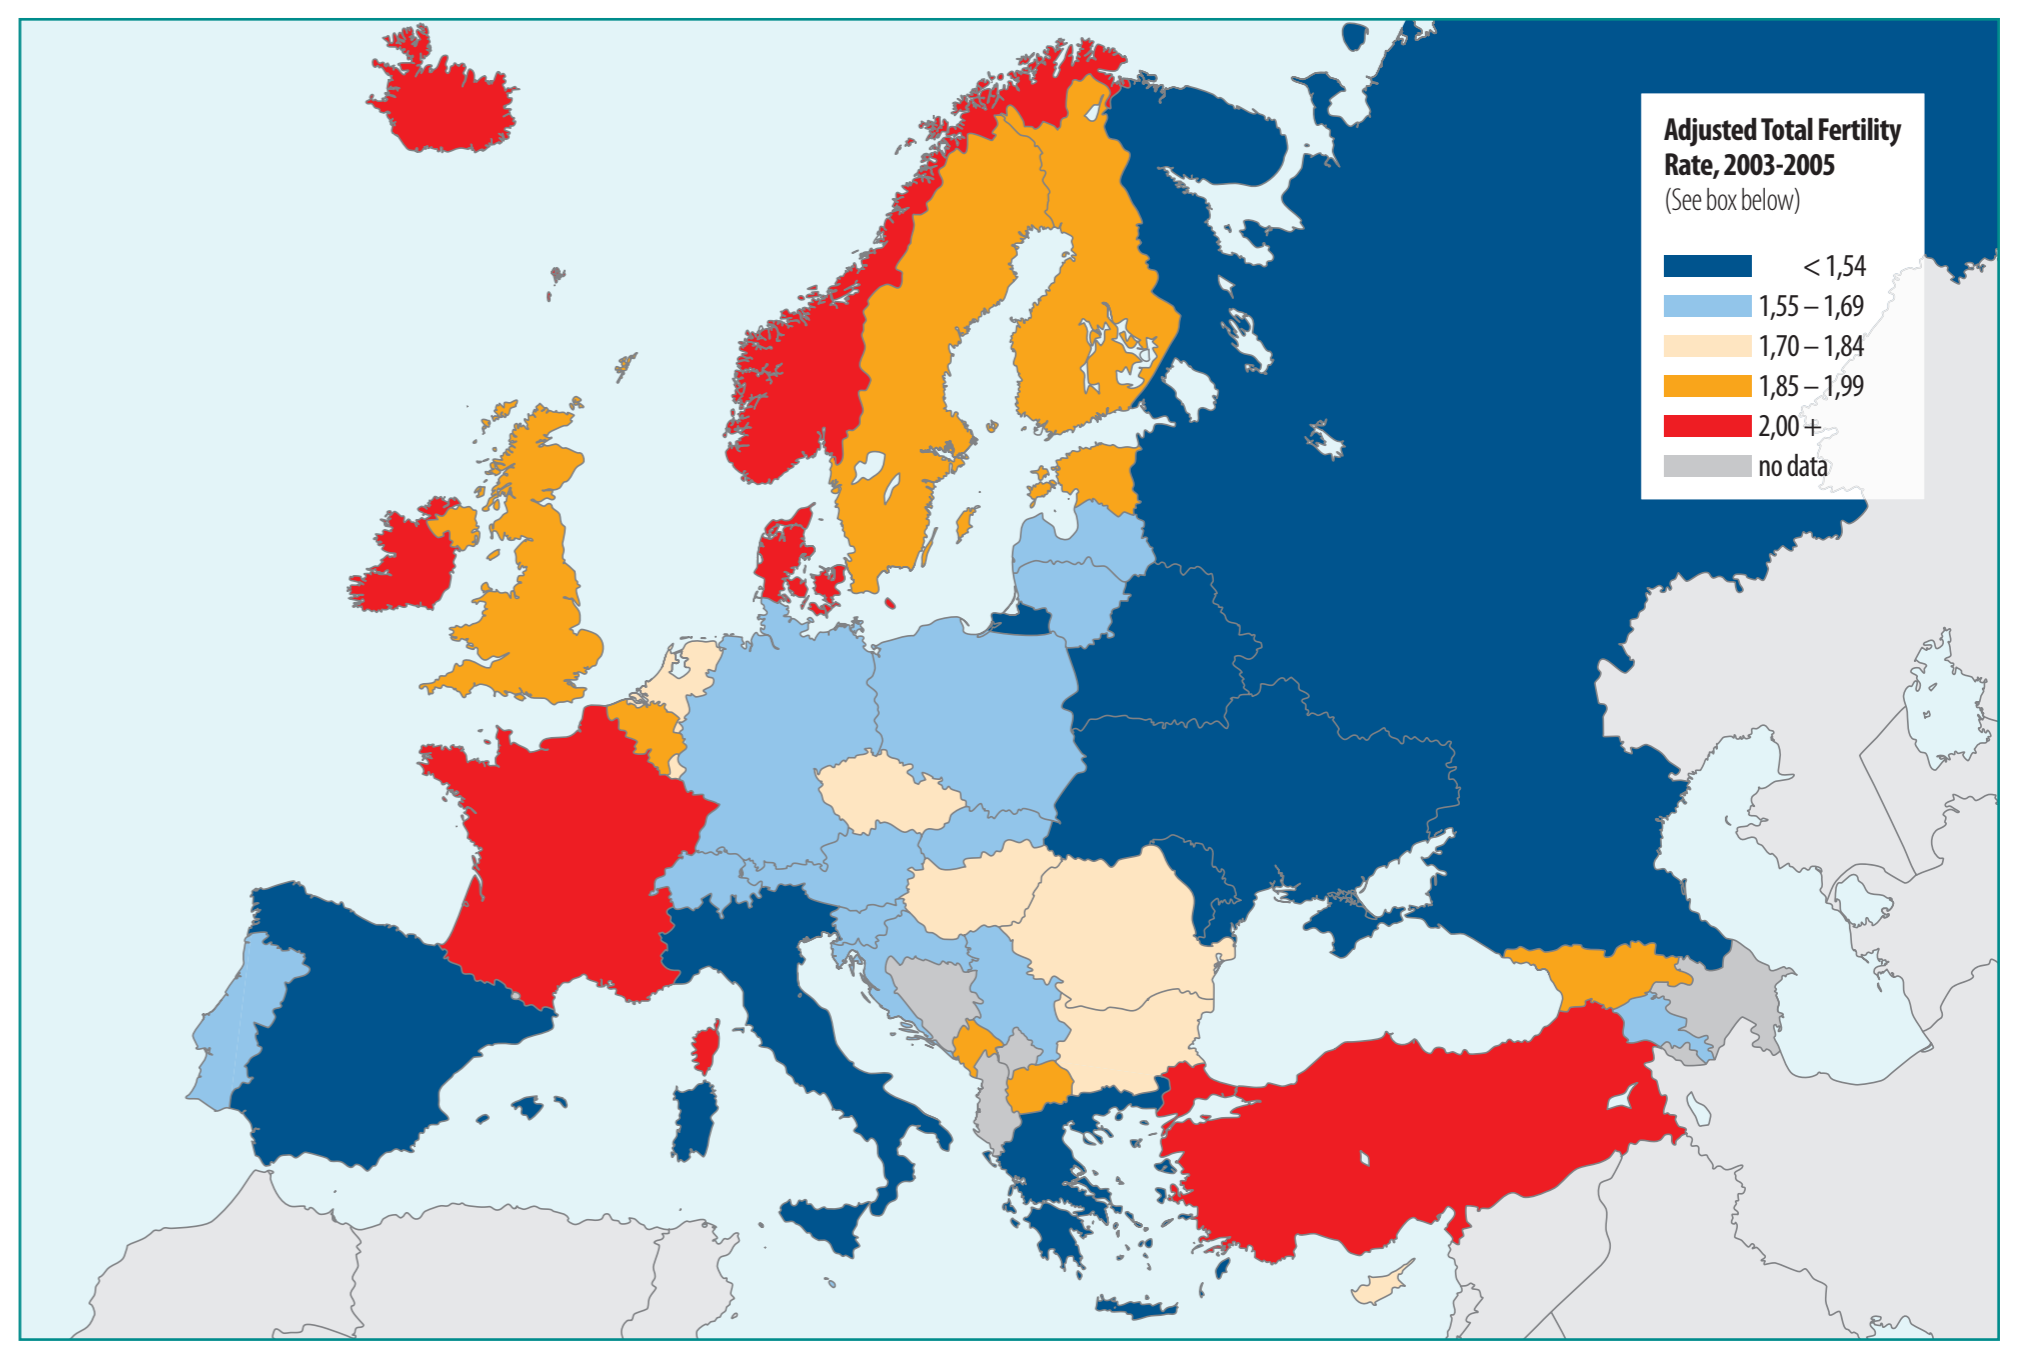 Adjusted Total Fertility
Rate, 2003-2005
(See box below)
< 1,54
1,55 – 1,69
1,70 – 1,84
1,85 – 1,99
2,00 +
no data